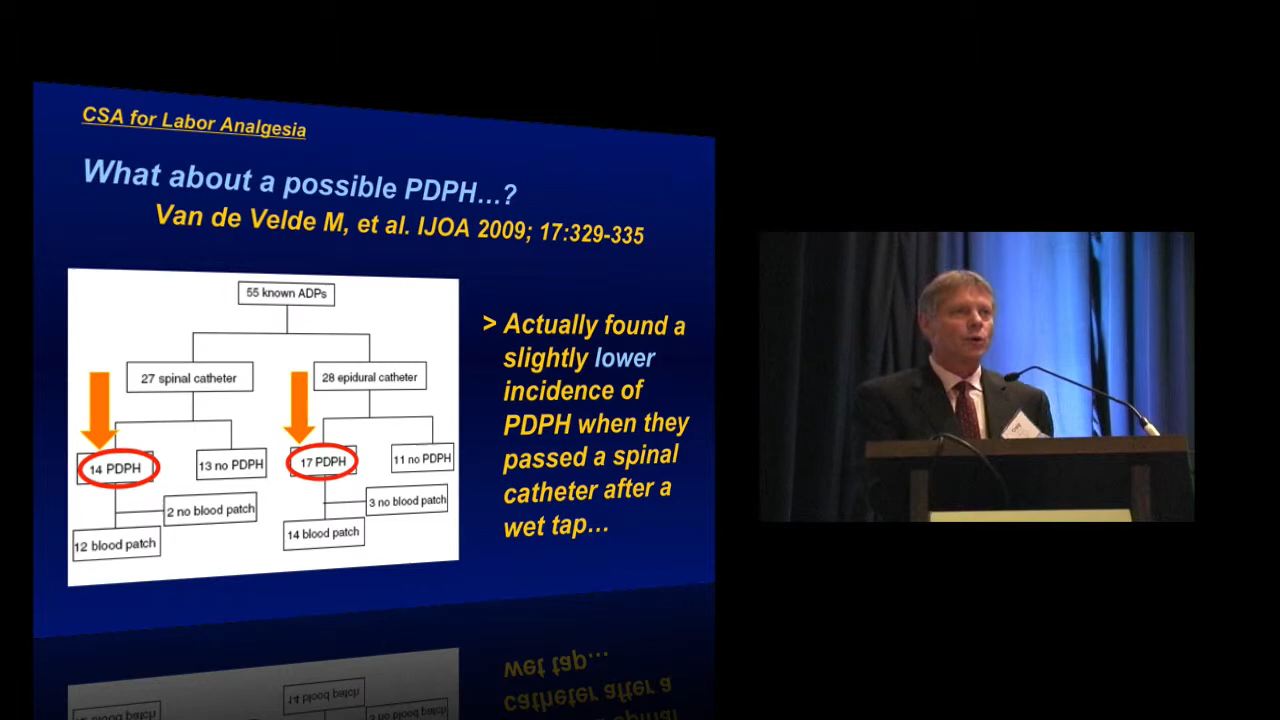 CSA for Labor Analgesia
What about a possible PDPH…?
Van de Velde M, et al. IJOA 2009; 17:329-335
55 known ADPs
27 spinal catheter
28 epidural catheter
14 PDPH
13 no PDPH
17 PDPH
11 no PDPH
2 no blood patch
3 no blood patch
12 blood patch
14 blood patch
> Actually found a
slightly lower
incidence of
PDPH when they
passed a spinal
catheter after a
wet tap…